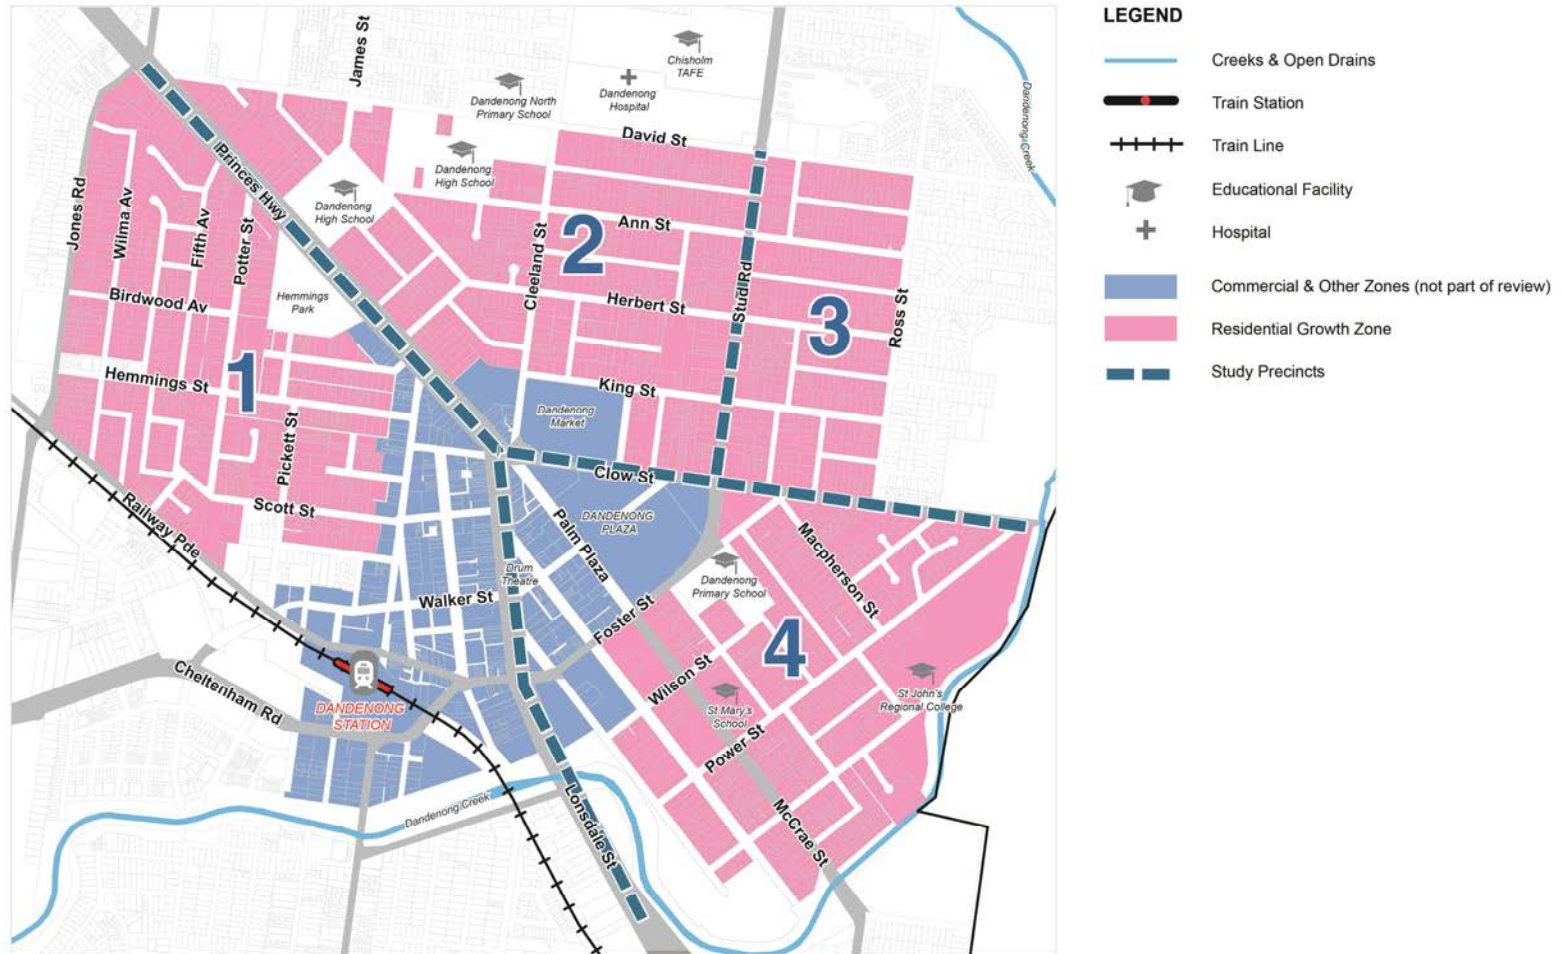 LEGEND
Creeks & Open Drains
Train Station
Train Line
Educational Facility
Hospital
Commercial & Other Zones (not part of review)
Residential Growth Zone
Study Precincts
James St
Chisholm
TAFE
Dandenong North
Primary School
Dandenong
Hospital
Dandenong Creek
David St
Princes Hwy
Dandenong
High School
Dandenong
High School
Jones Rd
Wilma Av
Fifth Av
Potter St
Cleeland St
Ann St
2
Stud Rd
Hemmings
Park
Birdwood Av
Herbert St
3
Ross St
1
Hemmings St
King St
Dandenong
Market
Pickett St
Clow St
Scott St
Railway Pde
DANDENONG
PLAZA
Palm Plaza
Macpherson St
Drum
Theatre
Dandenong
Primary School
Walker St
Foster St
4
Wilson St
Cheltenham Rd
DANDENONG
STATION
St Mary's
School
St John's
Regional College
Power St
Dandenong Creek
Lonsdale St
McCrae St